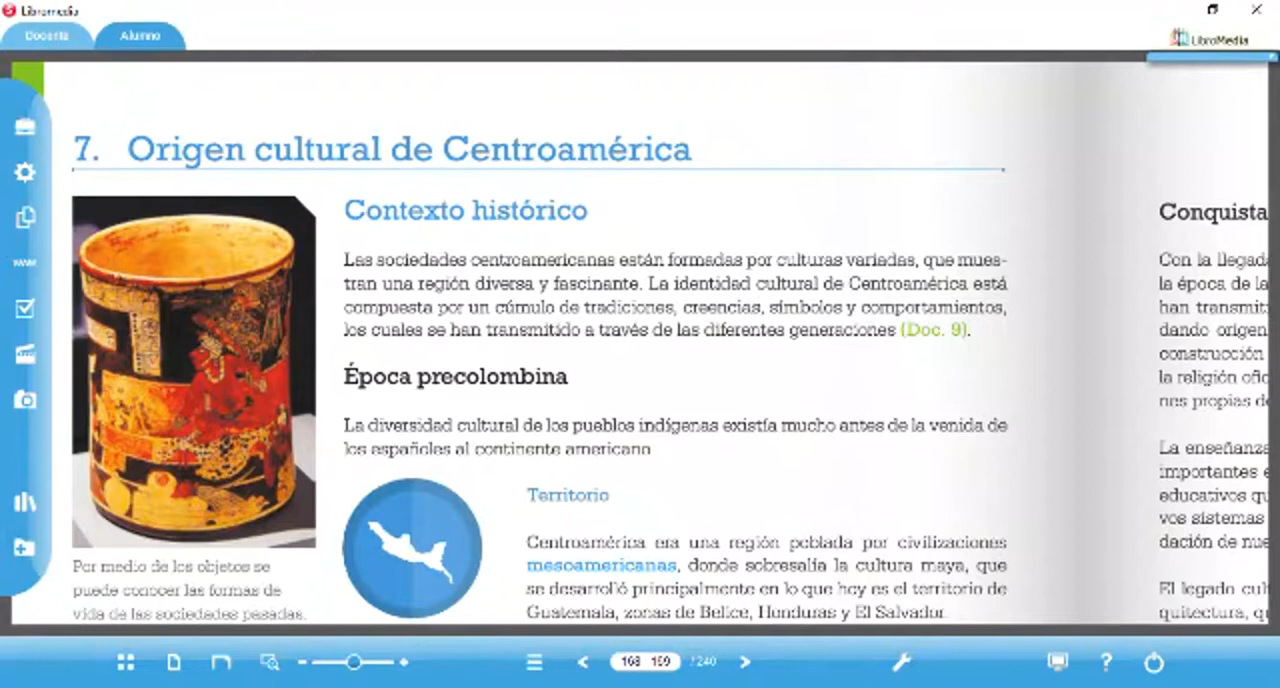 Libromedia
Docente Alumno
LibroMedia
7. Origen cultural de Centroamérica
Contexto histórico
Las sociedades centroamericanas están formadas por culturas variadas, que mues-
tran una región diversa y fascinante. La identidad cultural de Centroamérica está
compuesta por un cúmulo de tradiciones, creencias, símbolos y comportamientos,
los cuales se han transmitido a través de las diferentes generaciones (Doc. 9).
Época precolombina
La diversidad cultural de los pueblos indígenas existía mucho antes de la venida de
los españoles al continente americano
Territorio
Centroamérica era una región poblada por civilizaciones
mesoamericanas, donde sobresalía la cultura maya, que
se desarrolló principalmente en lo que hoy es el territorio de
Guatemala, zonas de Belice, Honduras y El Salvador.
Por medio de los objetos se
puede conocer las formas de
vida de las sociedades pasadas.
Conquista
Con la llegad
la época de la
han transmit
dando origen
construcción
la religión ofic
nes propias de
La enseñanza
importantes e
educativos qu
vos sistemas
dación de nue
El legado cult
quitectura, q
www
168 169 / 240
?